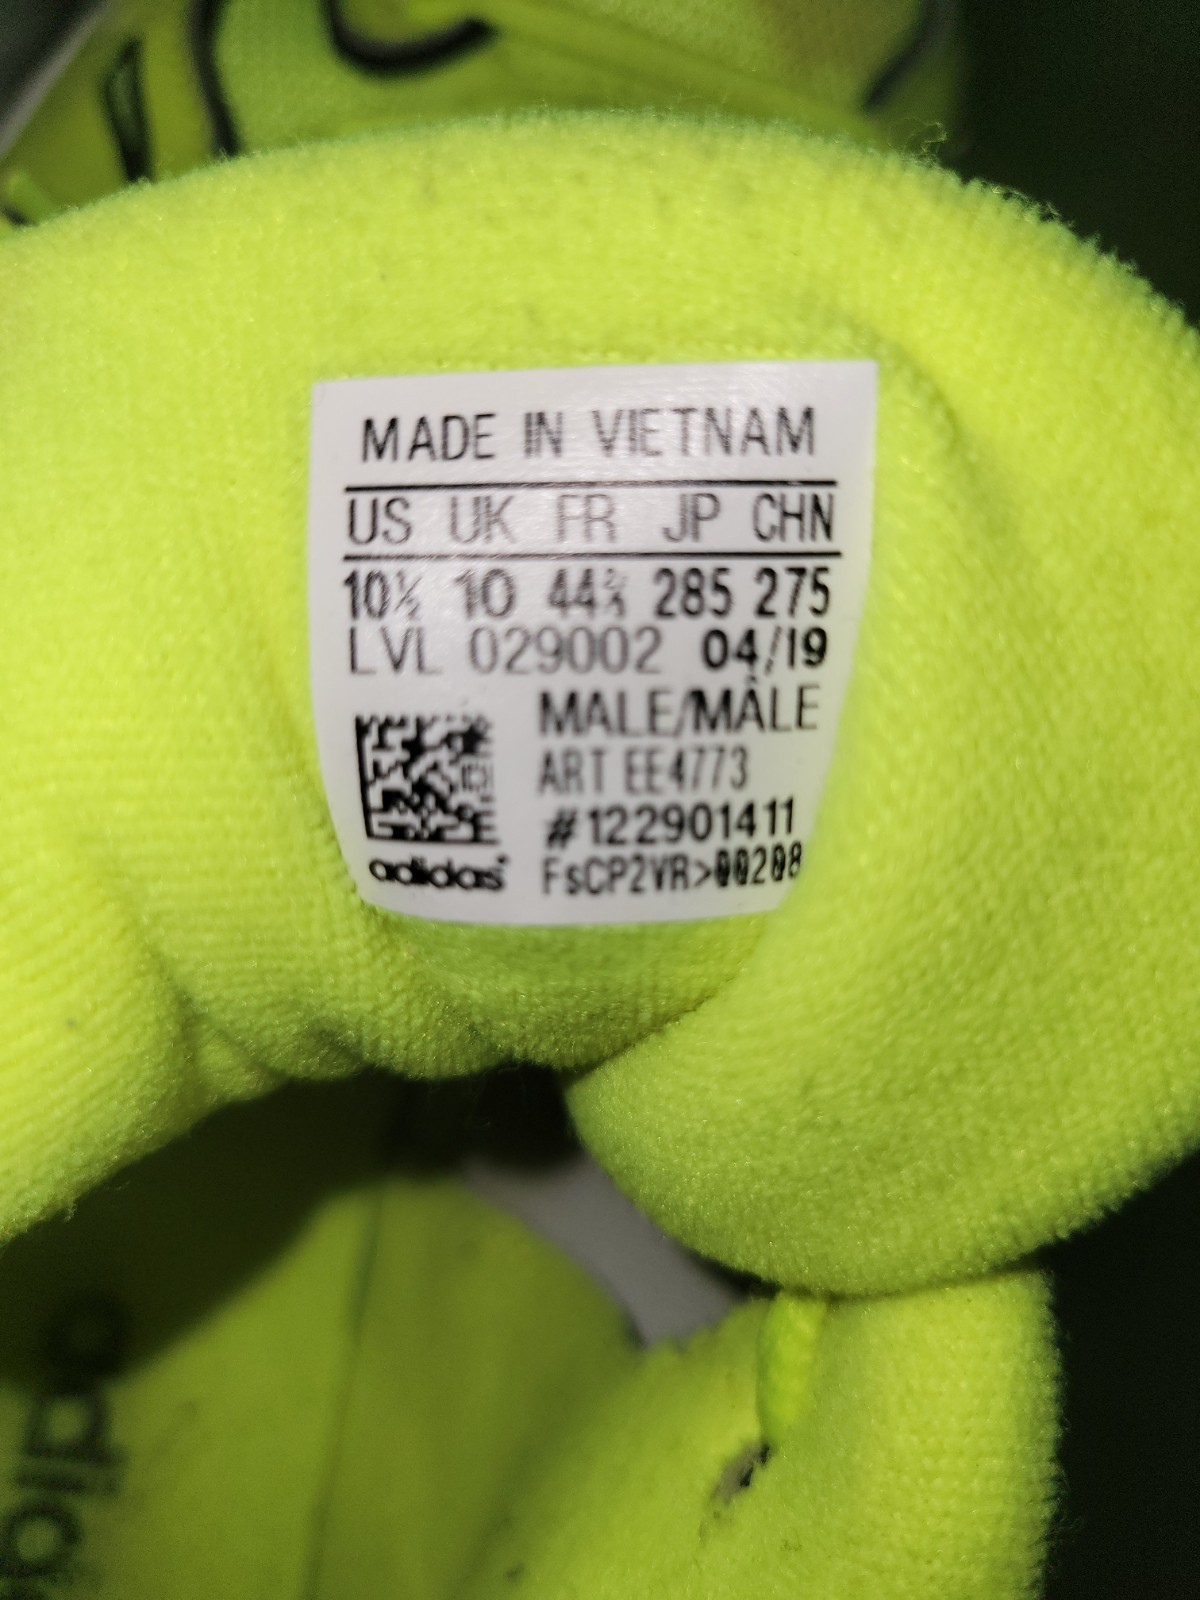 MADE IN VIETNAM
US UK FR JP CHN
10½ 10 44⅔ 285 275
LVL 029002 04/19
MALE/MÂLE
ART EE4773
#122901411
adidas FsCP2VR>00208